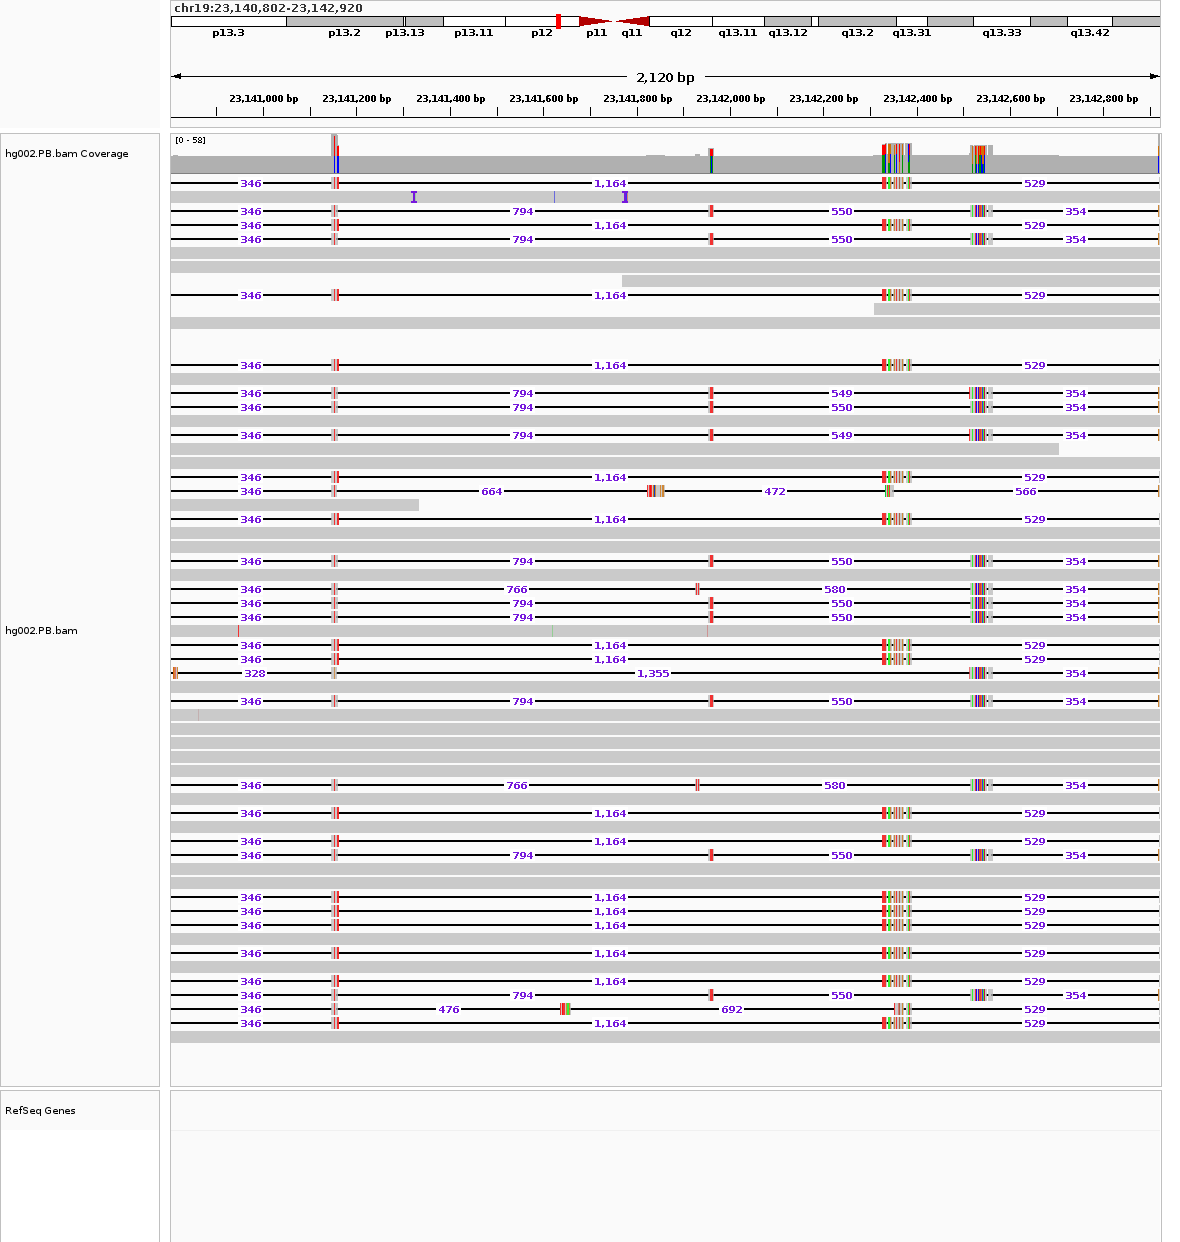 chr19:23,140,802-23,142,920
p13.3 p13.2 p13.13 p13.11 p12 p11 q11 q12 q13.11 q13.12 q13.2 q13.31 q13.33 q13.42
2,120 bp
23,141,000 bp 23,141,200 bp 23,141,400 bp 23,141,600 bp 23,141,800 bp 23,142,000 bp 23,142,200 bp 23,142,400 bp 23,142,600 bp 23,142,800 bp
[0 - 58]
hg002.PB.bam Coverage
346 1,164 529
346 794 550 354
346 1,164 529
346 794 550 354
346 1,164 529
346 1,164 529
346 794 549 354
346 794 550 354
346 794 549 354
346 1,164 529
346 664 472 566
346 1,164 529
346 794 550 354
346 766 580 354
346 794 550 354
346 794 550 354
hg002.PB.bam
346 1,164 529
346 1,164 529
328 1,355 354
346 794 550 354
346 766 580 354
346 1,164 529
346 1,164 529
346 794 550 354
346 1,164 529
346 1,164 529
346 1,164 529
346 1,164 529
346 1,164 529
346 794 550 354
346 476 692 529
346 1,164 529
RefSeq Genes